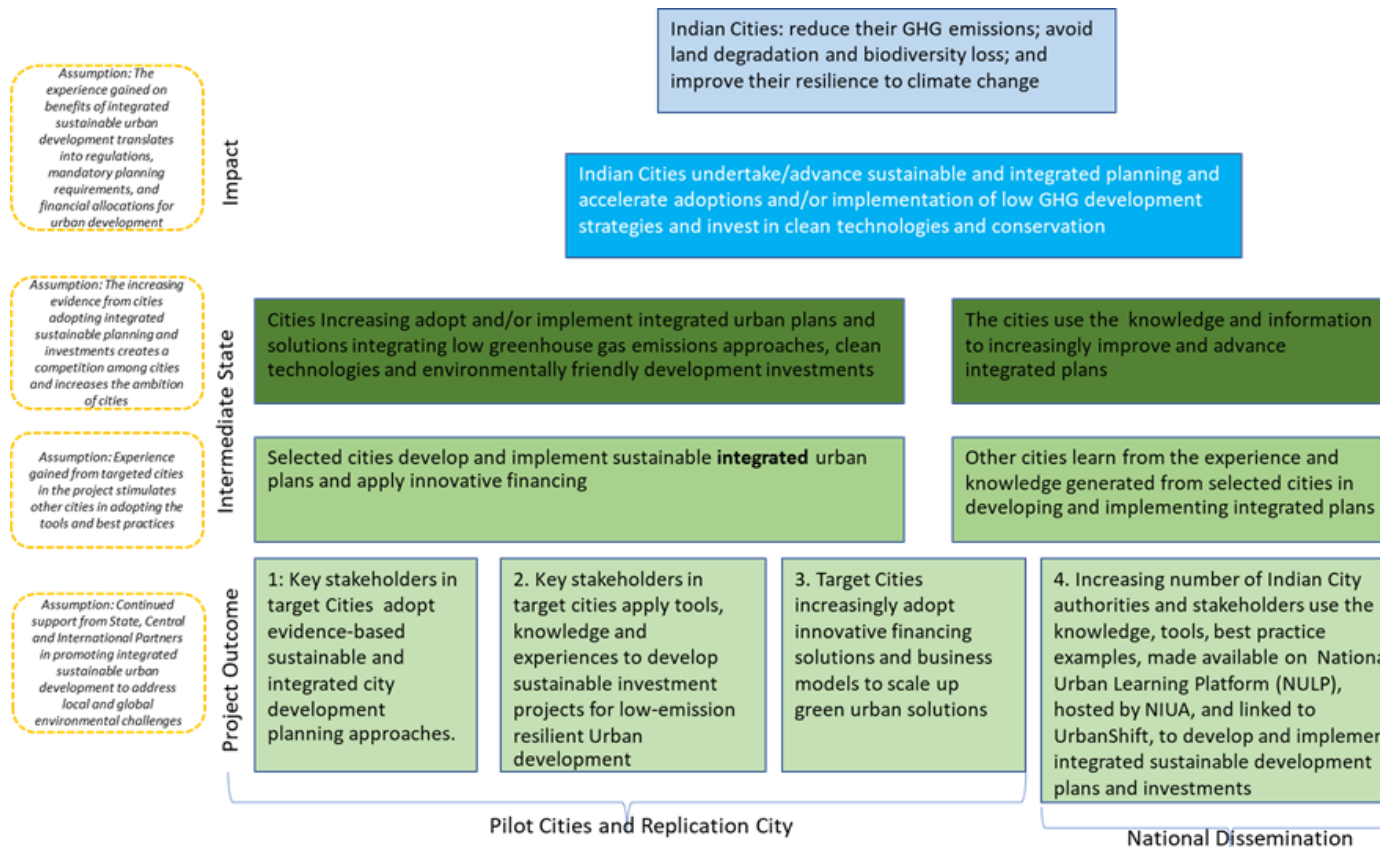 Indian Cities: reduce their GHG emissions; avoid
land degradation and biodiversity loss; and
improve their resilience to climate change
Assumption: The
experience gained on
benefits of integrated
sustainable urban
development translates
into regulations,
mandatory planning
requirements, and
financial allocations for
urban development
Impact
Indian Cities undertake/advance sustainable and integrated planning and
accelerate adoptions and/or implementation of low GHG development
strategies and invest in clean technologies and conservation
Assumption: The increasing
evidence from cities
adopting integrated
sustainable planning and
investments creates a
competition among cities
and increases the ambition
of cities
Intermediate State
Cities Increasing adopt and/or implement integrated urban plans and
solutions integrating low greenhouse gas emissions approaches, clean
technologies and environmentally friendly development investments
The cities use the knowledge and information
to increasingly improve and advance
integrated plans
Assumption: Experience
gained from targeted cities
in the project stimulates
other cities in adopting the
tools and best practices
Selected cities develop and implement sustainable integrated urban
plans and apply innovative financing
Other cities learn from the experience and
knowledge generated from selected cities in
developing and implementing integrated plans
Assumption: Continued
support from State, Central
and International Partners
in promoting integrated
sustainable urban
development to address
local and global
environmental challenges
Project Outcome
1: Key stakeholders in
target Cities adopt
evidence-based
sustainable and
integrated city
development
planning approaches.
2. Key stakeholders in
target cities apply tools,
knowledge and
experiences to develop
sustainable investment
projects for low-emission
resilient Urban
development
3. Target Cities
increasingly adopt
innovative financing
solutions and business
models to scale up
green urban solutions
4. Increasing number of Indian City
authorities and stakeholders use the
knowledge, tools, best practice
examples, made available on Nationa
Urban Learning Platform (NULP),
hosted by NIUA, and linked to
UrbanShift, to develop and implemen
integrated sustainable development
plans and investments
Pilot Cities and Replication City
National Dissemination